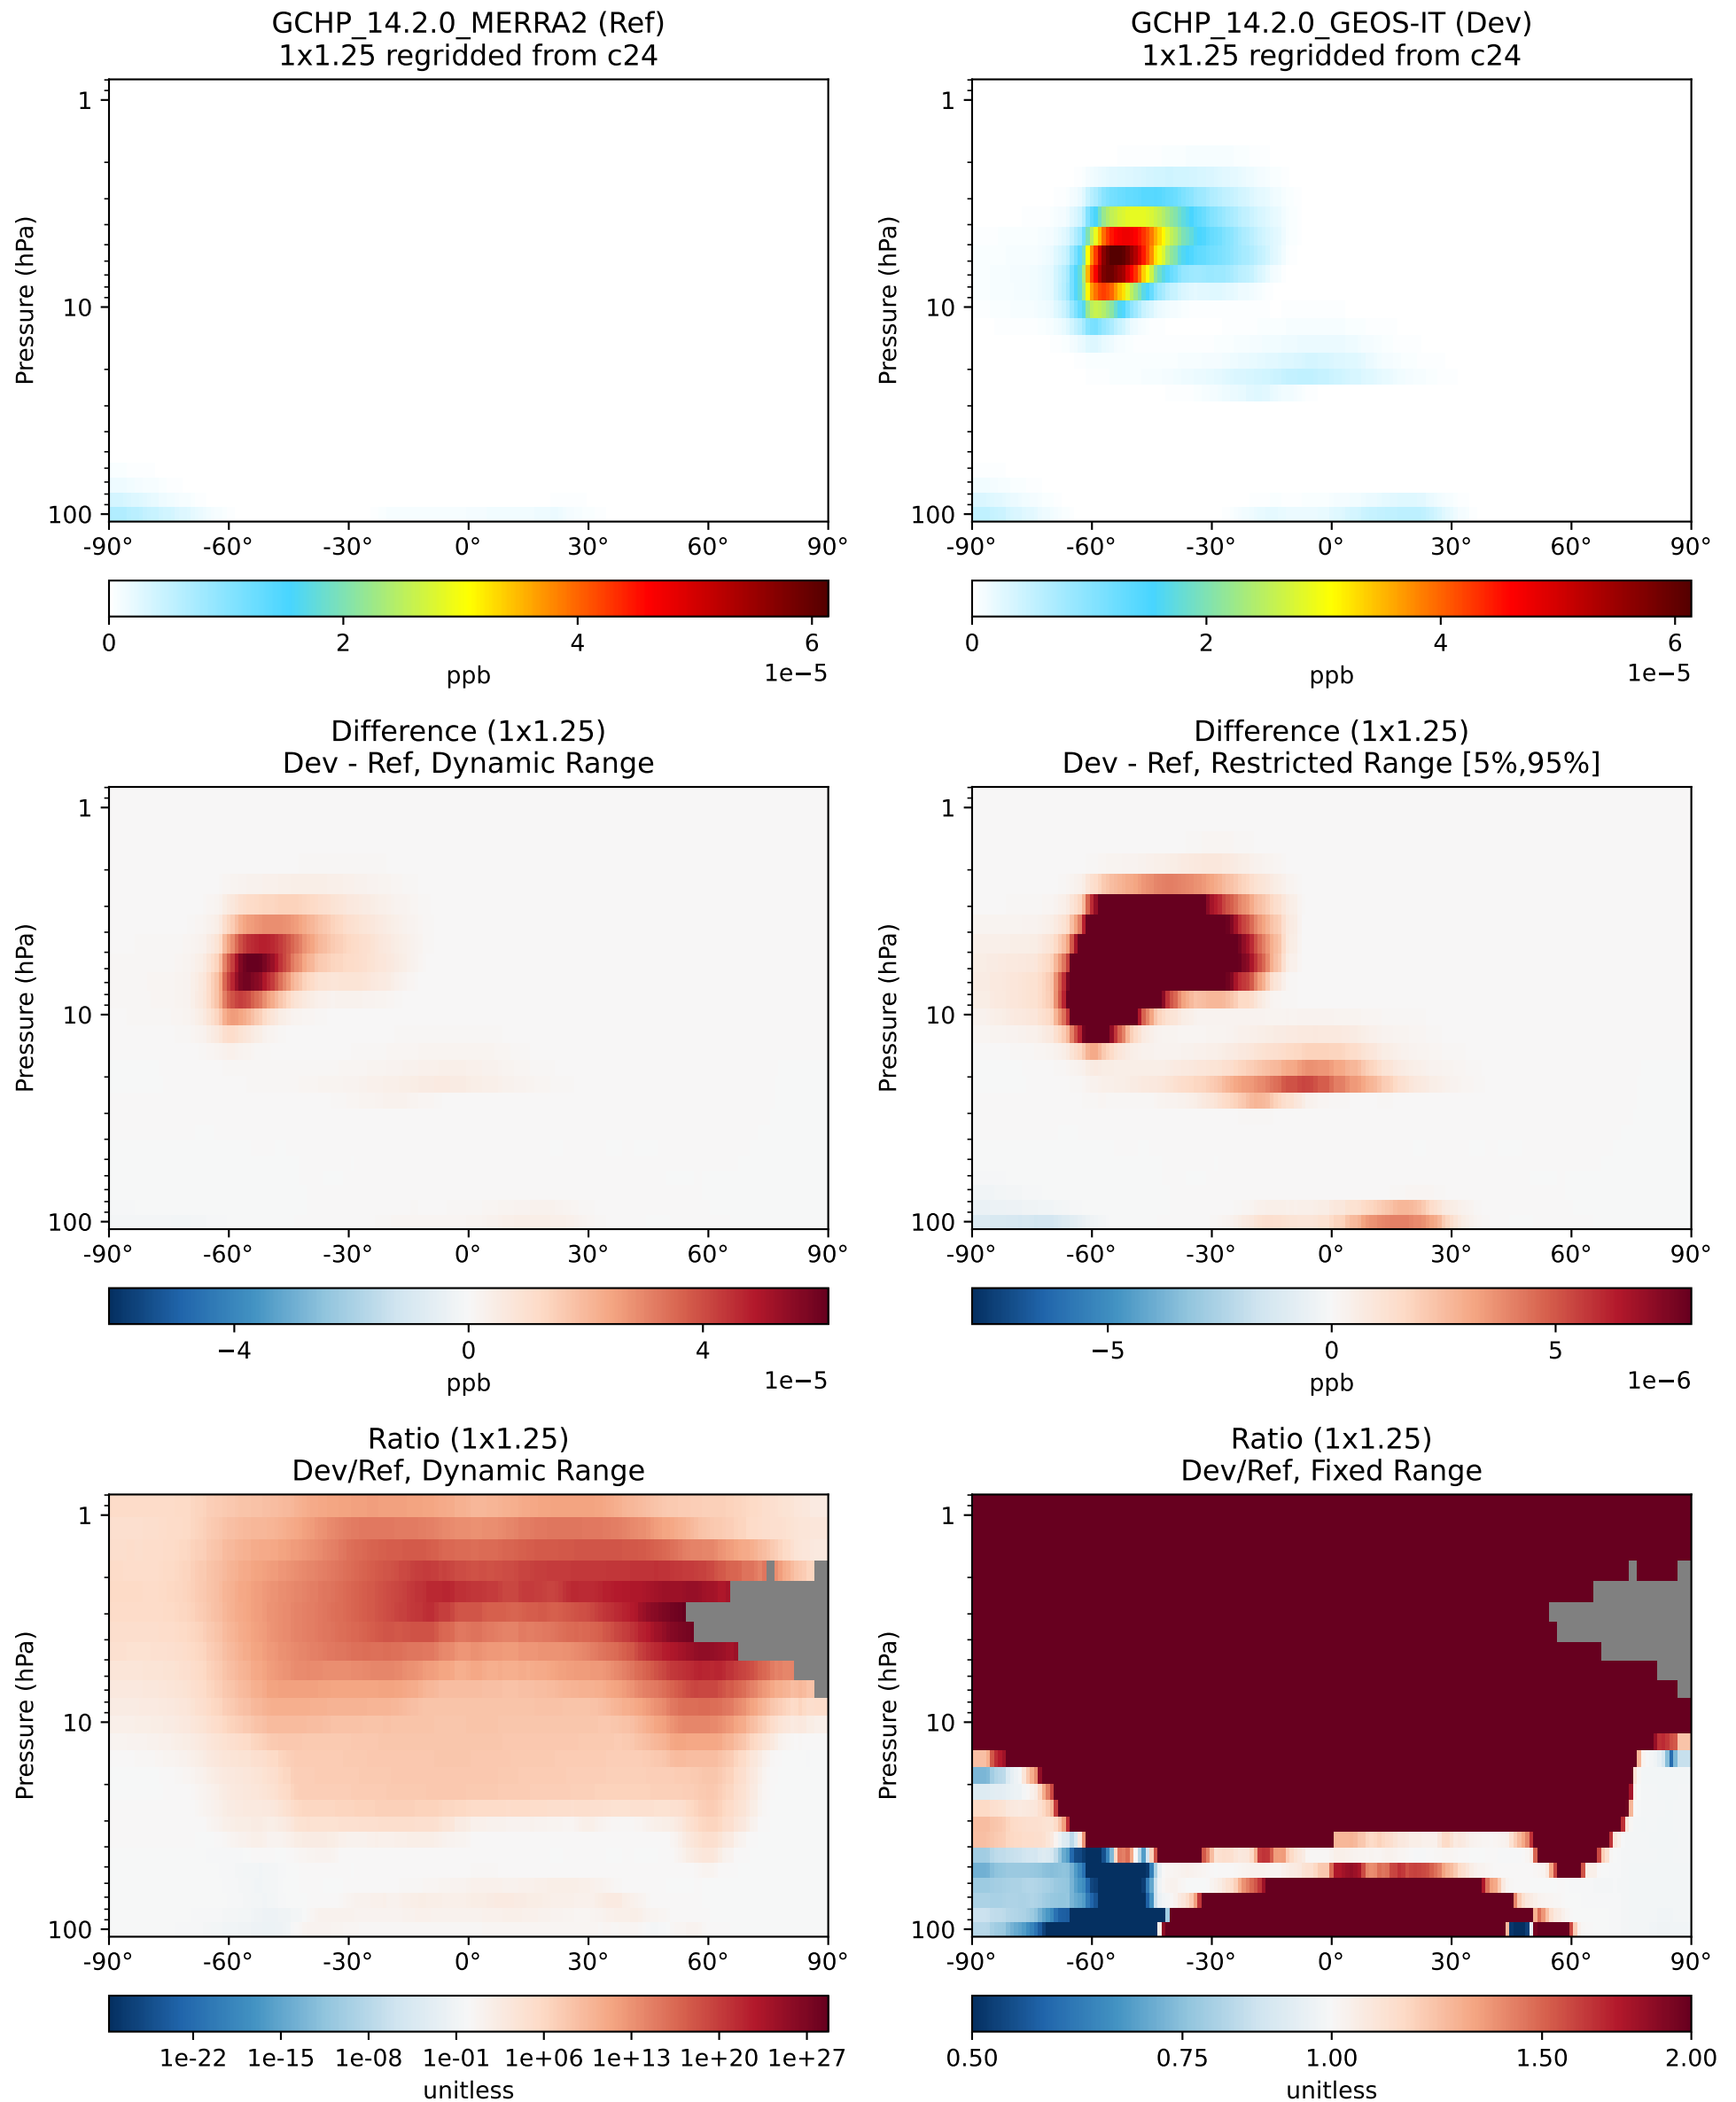 GCHP_14.2.0_MERRA2 (Ref)
1x1.25 regridded from c24
Pressure (hPa)
1
10
100
-90° -60° -30° 0° 30° 60° 90°
0 2 4 6
1e−5
ppb
GCHP_14.2.0_GEOS-IT (Dev)
1x1.25 regridded from c24
Pressure (hPa)
1
10
100
-90° -60° -30° 0° 30° 60° 90°
0 2 4 6
1e−5
ppb
Difference (1x1.25)
Dev - Ref, Dynamic Range
Pressure (hPa)
1
10
100
-90° -60° -30° 0° 30° 60° 90°
−4 0 4
1e−5
ppb
Difference (1x1.25)
Dev - Ref, Restricted Range [5%,95%]
Pressure (hPa)
1
10
100
-90° -60° -30° 0° 30° 60° 90°
−5 0 5
1e−6
ppb
Ratio (1x1.25)
Dev/Ref, Dynamic Range
Pressure (hPa)
1
10
100
-90° -60° -30° 0° 30° 60° 90°
1e-22 1e-15 1e-08 1e-01 1e+06 1e+13 1e+20 1e+27
unitless
Ratio (1x1.25)
Dev/Ref, Fixed Range
Pressure (hPa)
1
10
100
-90° -60° -30° 0° 30° 60° 90°
0.50 0.75 1.00 1.50 2.00
unitless